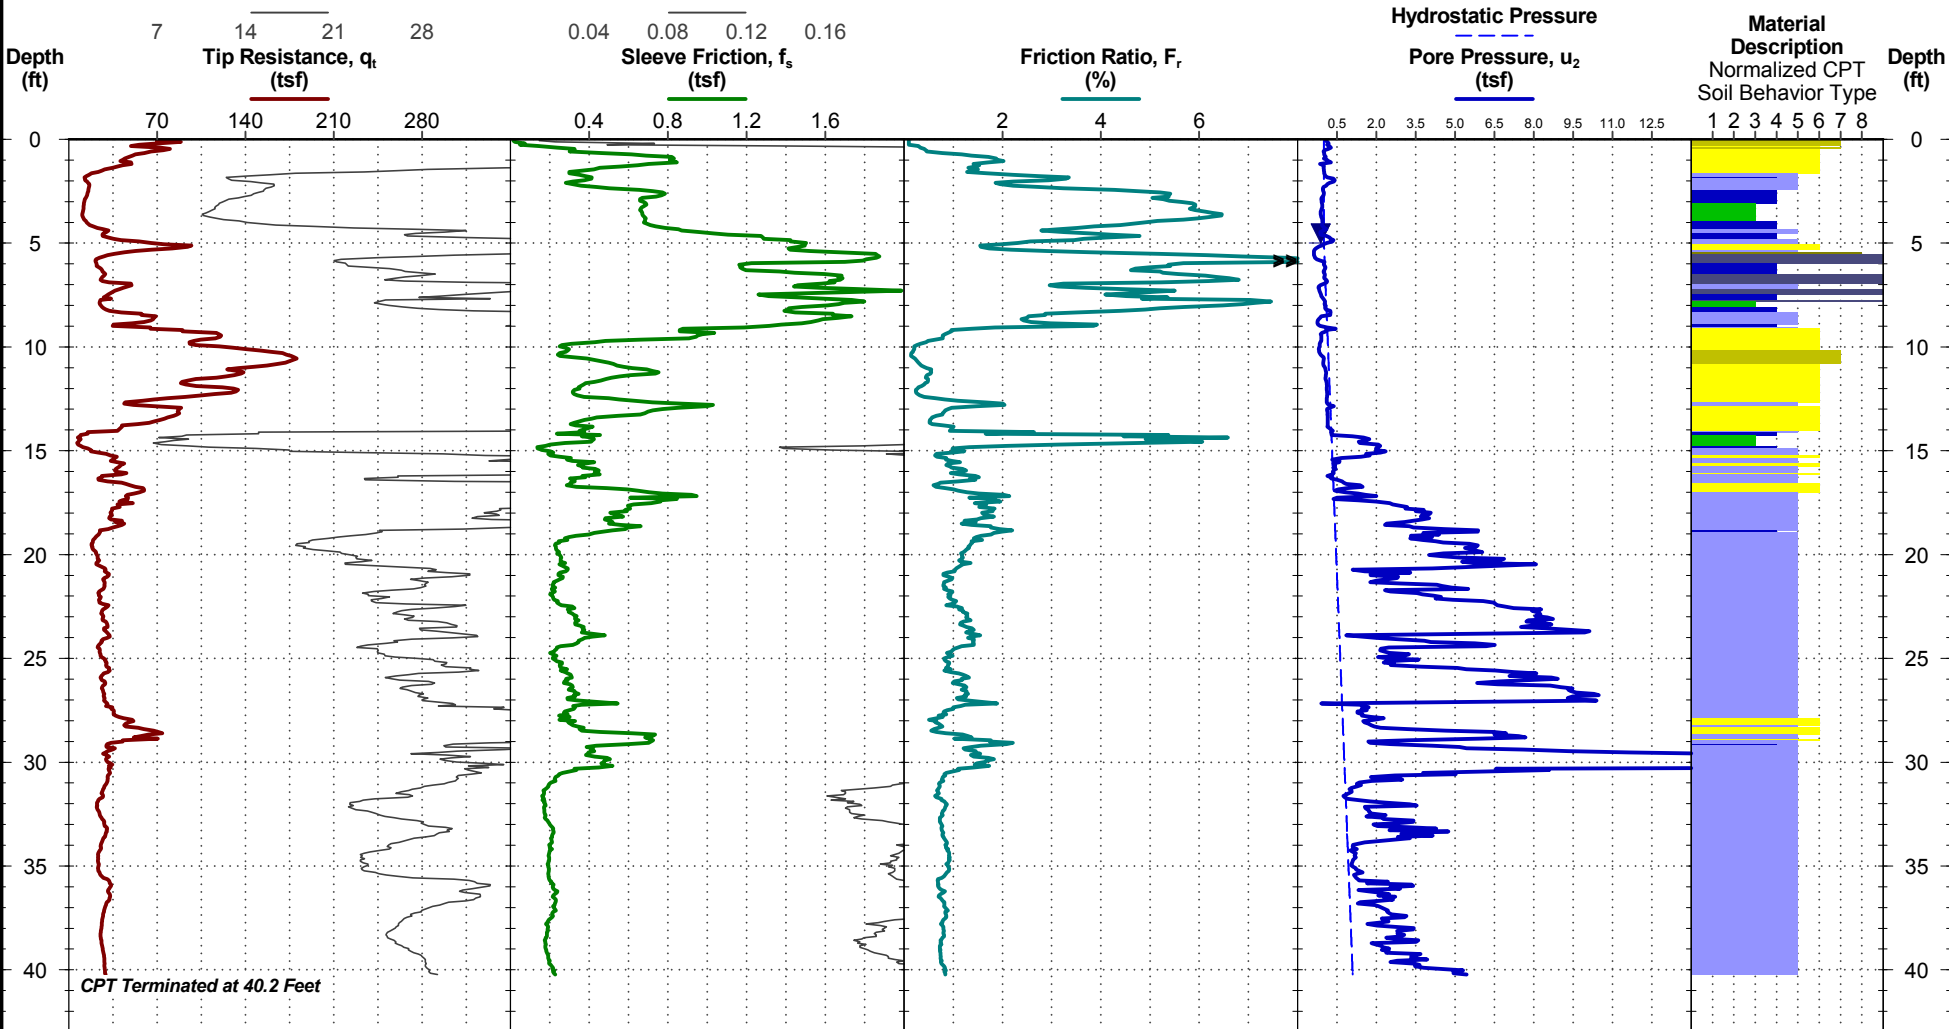 7 14 21 28
0.04 0.08 0.12 0.16
Hydrostatic Pressure
Depth
(ft)
Tip Resistance, qt
(tsf)
Sleeve Friction, fs
(tsf)
Friction Ratio, Fr
(%)
Pore Pressure, u2
(tsf)
Material
Description
Normalized CPT
Soil Behavior Type
Depth
(ft)
70 140 210 280
0.4 0.8 1.2 1.6
2 4 6
0.5 2.0 3.5 5.0 6.5 8.0 9.5 11.0 12.5
1 2 3 4 5 6 7 8
0 0
5 5
10 10
15 15
20 20
25 25
30 30
35 35
40 40
CPT Terminated at 40.2 Feet